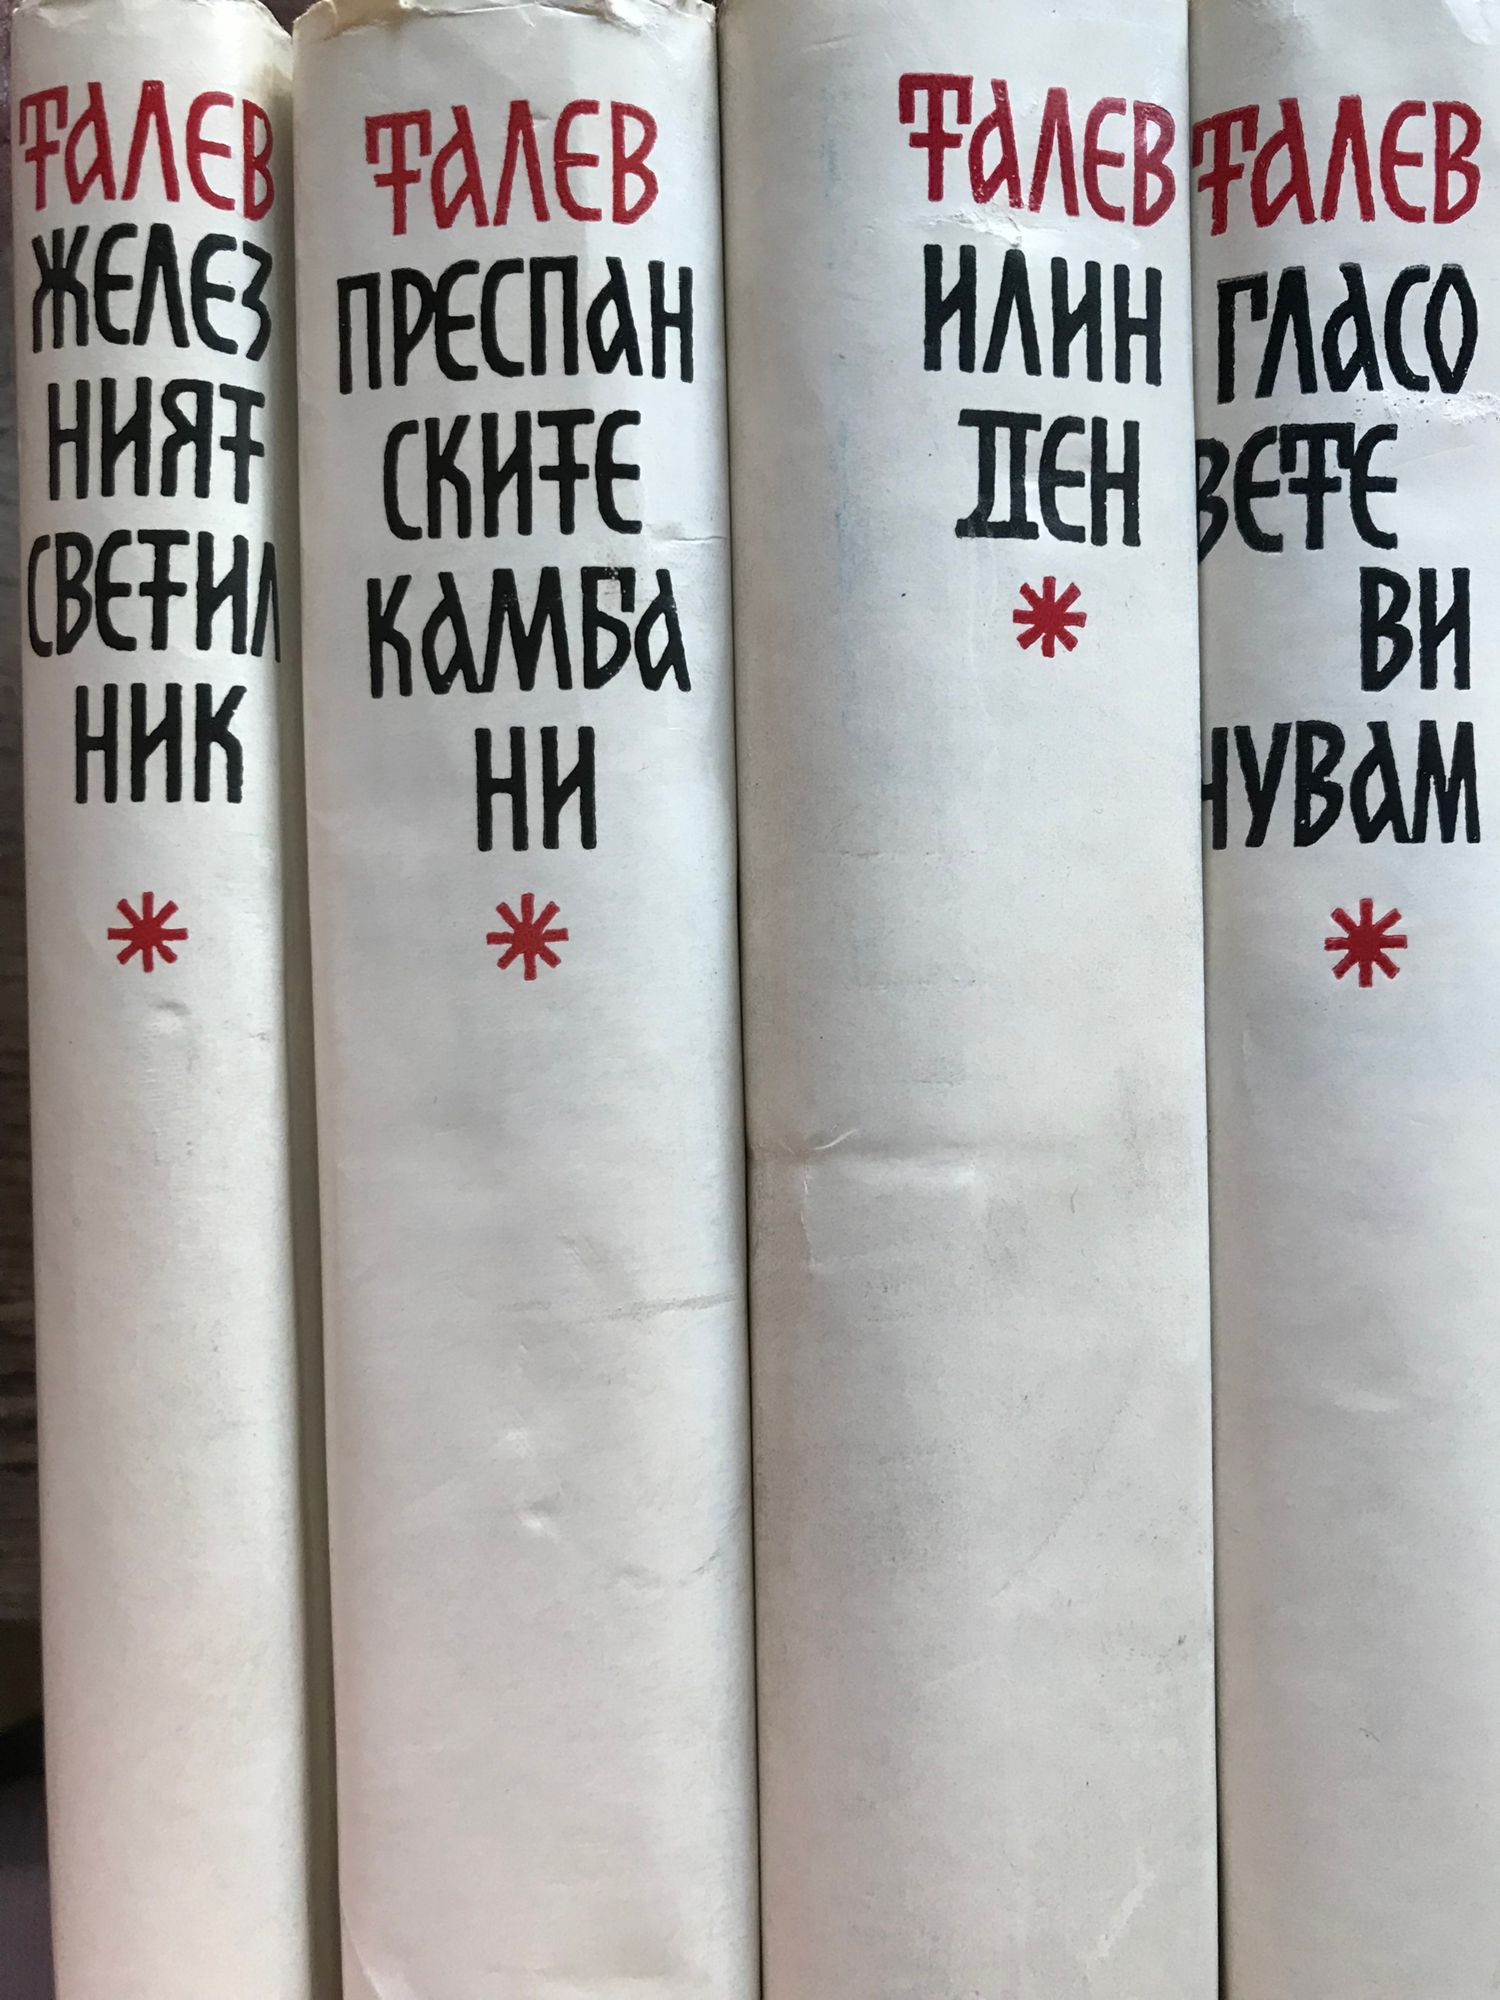 ТАЛЕВ
ЖЕЛЕЗ
НИЯТ
СВЕТИЛ
НИК
ТАЛЕВ
ПРЕСПАН
СКИТЕ
КАМБА
НИ
ТАЛЕВ
ИЛИН
ДЕН
ТАЛЕВ
ГЛАСО
ВЕТЕ
ВИ
ЧУВАМ